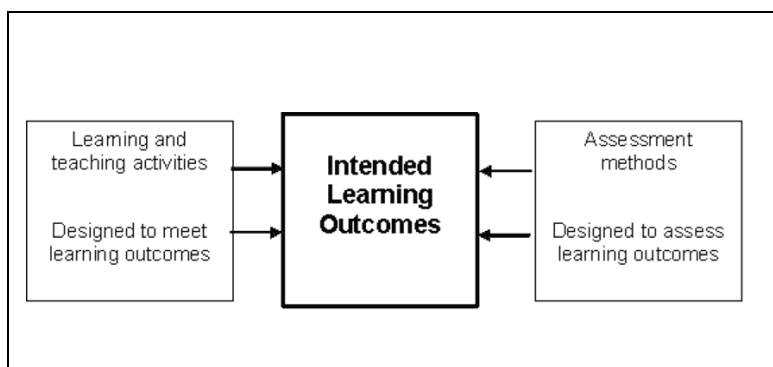 Learning and
teaching activities
Designed to meet
learning outcomes
Intended
Learning
Outcomes
Assessment
methods
Designed to assess
learning outcomes